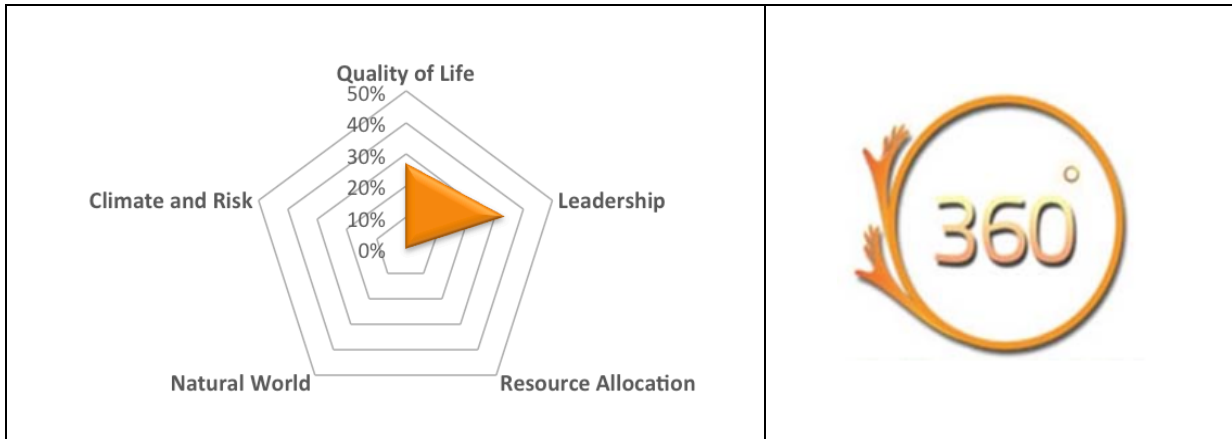 Quality of Life
50%
40%
30%
20%
10%
0%
Climate and Risk
Leadership
Natural World
Resource Allocation
360°